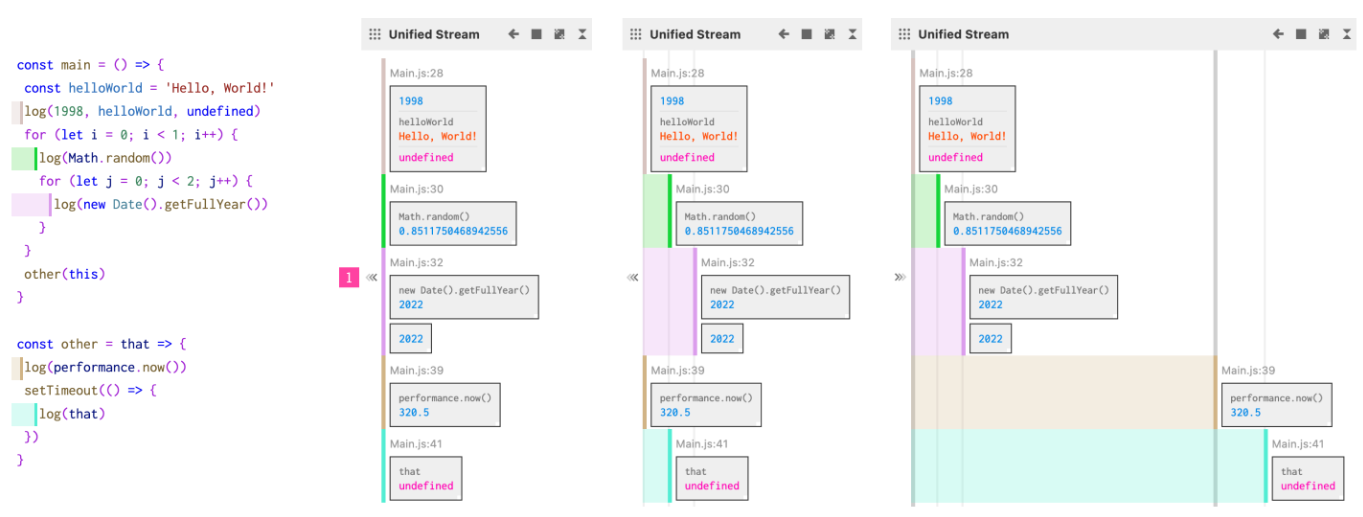 const main = () => {
const helloWorld = 'Hello, World!'
log(1998, helloWorld, undefined)
for (let i = 0; i < 1; i++) {
log(Math.random())
for (let j = 0; j < 2; j++) {
log(new Date().getFullYear())
}
}
other(this)
}
const other = that => {
log(performance.now())
setTimeout(() => {
log(that)
})
}
1
Unified Stream
Main.js:28
1998
helloWorld
Hello, World!
undefined
Main.js:30
Math.random()
0.8511750468942556
Main.js:32
new Date().getFullYear()
2022
2022
Main.js:39
performance.now()
320.5
Main.js:41
that
undefined
Unified Stream
Main.js:28
1998
helloWorld
Hello, World!
undefined
Main.js:30
Math.random()
0.8511750468942556
Main.js:32
new Date().getFullYear()
2022
2022
Main.js:39
performance.now()
320.5
Main.js:41
that
undefined
Unified Stream
Main.js:28
1998
helloWorld
Hello, World!
undefined
Main.js:30
Math.random()
0.8511750468942556
Main.js:32
new Date().getFullYear()
2022
2022
Main.js:39
performance.now()
320.5
Main.js:41
that
undefined